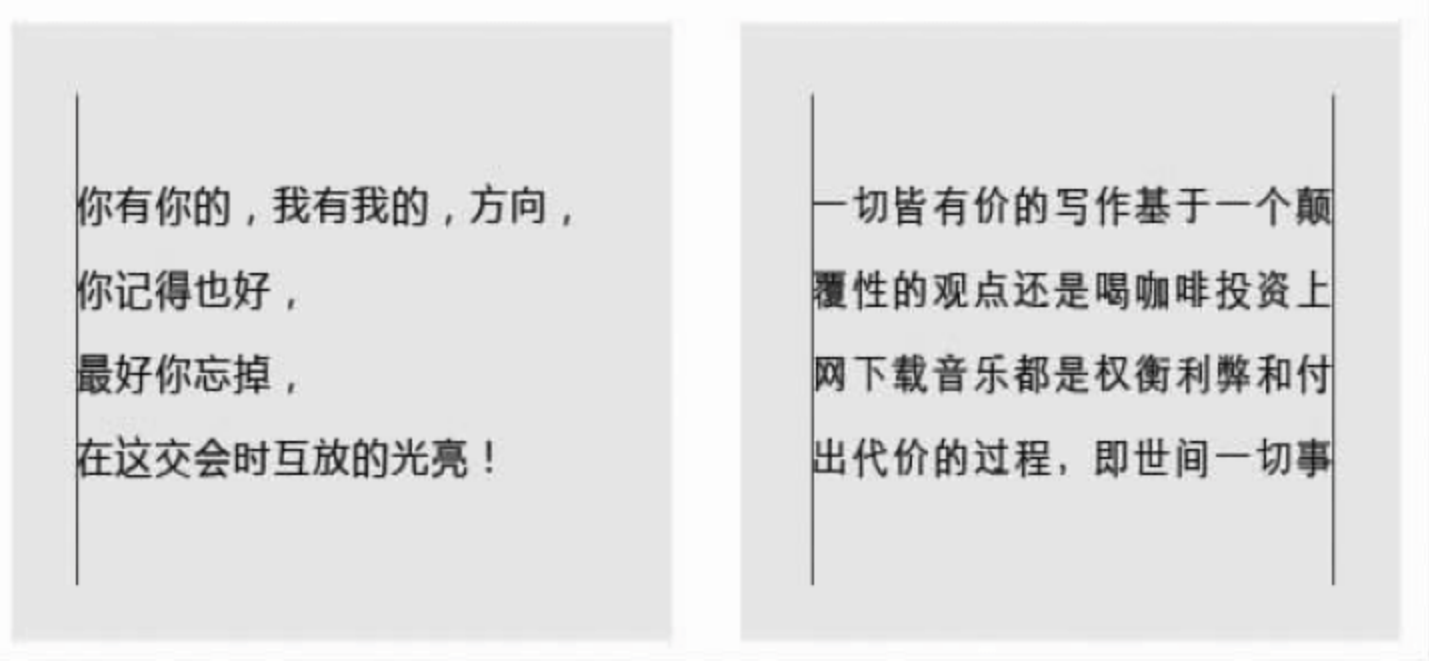 你有你的，我有我的，方向，
你记得也好，
最好你忘掉，
在这交会时互放的光亮！
一切皆有价的写作基于一个颠
覆性的观点还是喝咖啡投资上
网下载音乐都是权衡利弊和付
出代价的过程，即世间一切事